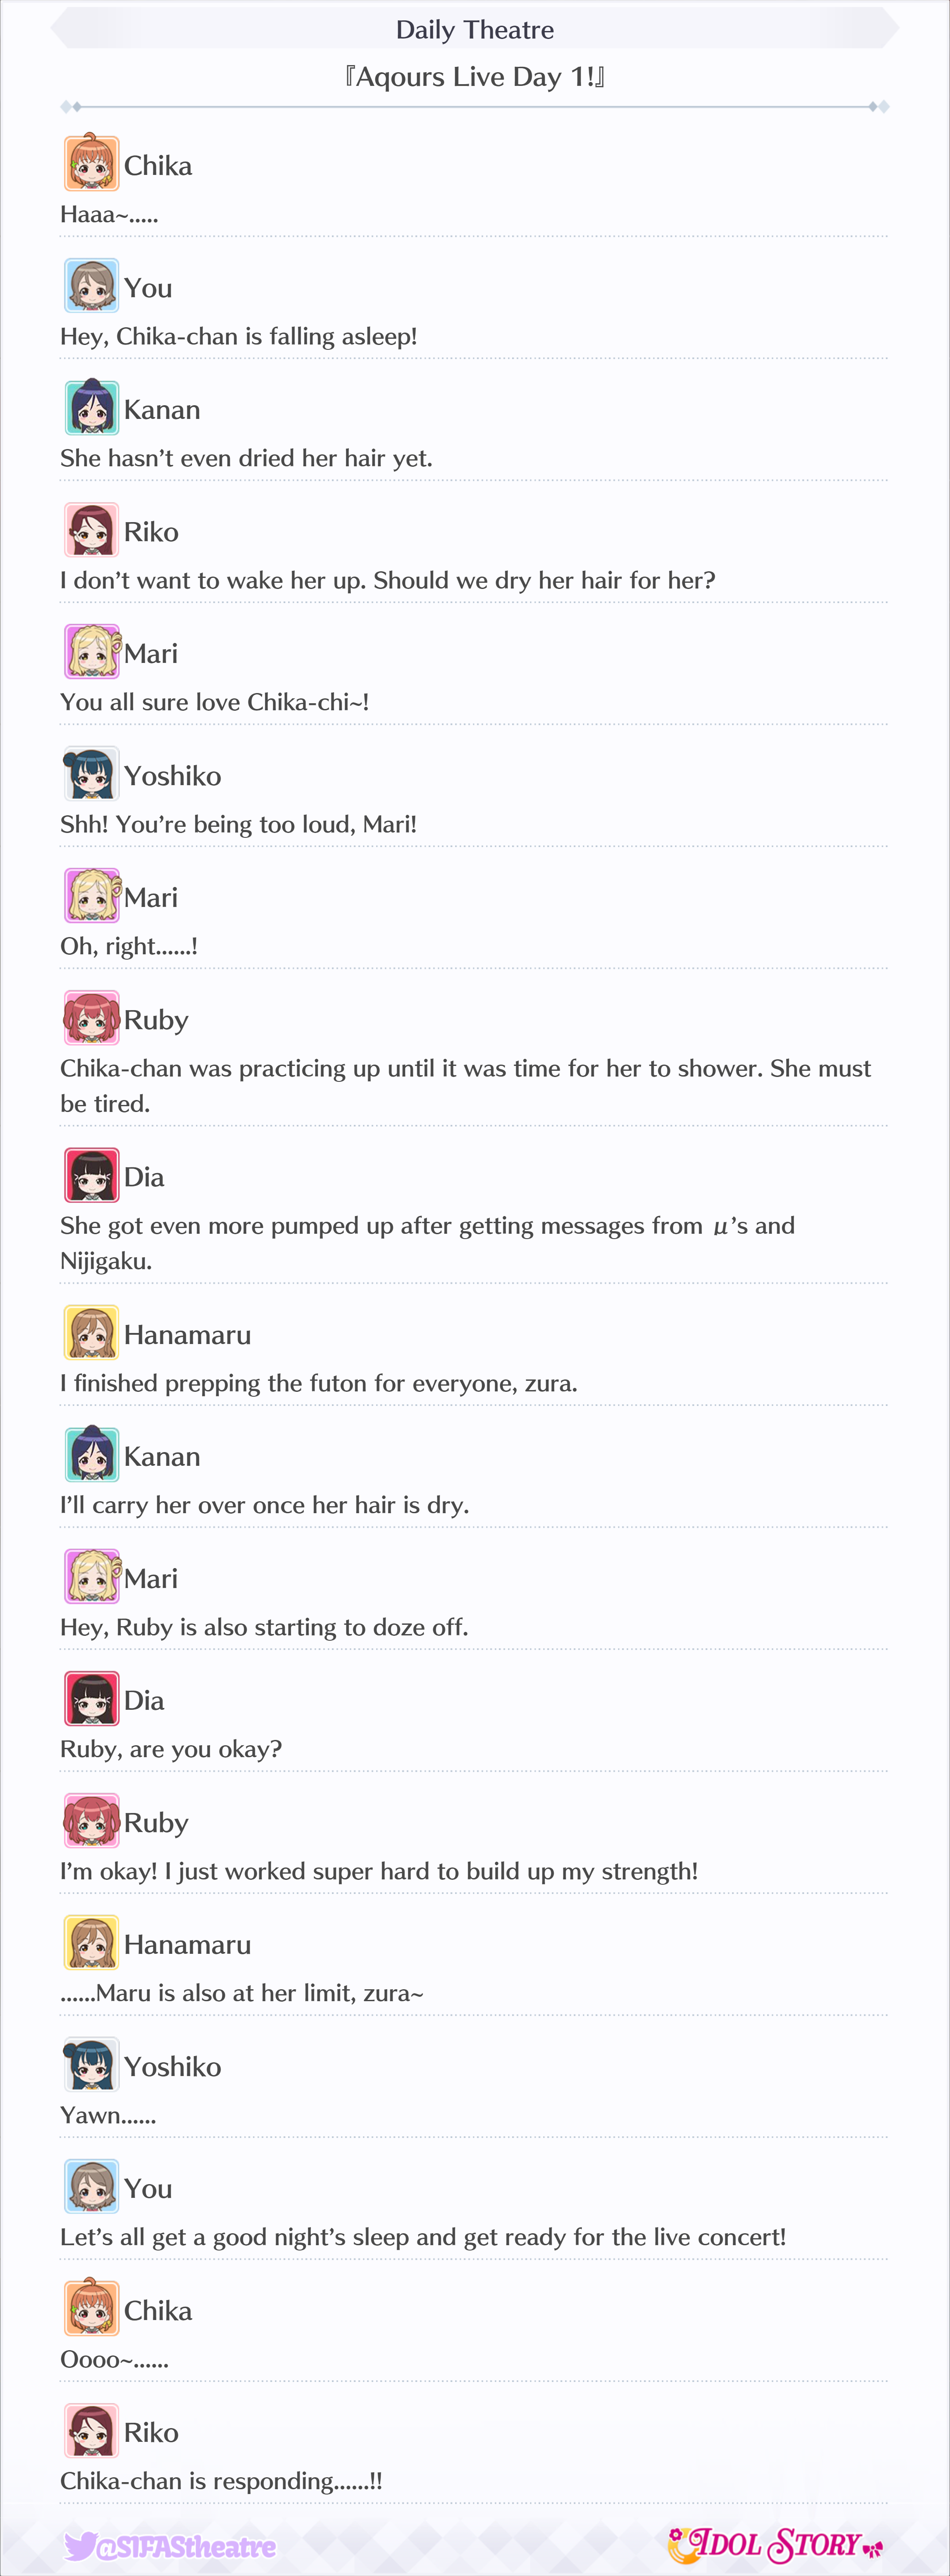 Daily Theatre
『Aqours Live Day 1!』
Chika
Haaa~.....
You
Hey, Chika-chan is falling asleep!
Kanan
She hasn’t even dried her hair yet.
Riko
I don’t want to wake her up. Should we dry her hair for her?
Mari
You all sure love Chika-chi~!
Yoshiko
Shh! You’re being too loud, Mari!
Mari
Oh, right......!
Ruby
Chika-chan was practicing up until it was time for her to shower. She must
be tired.
Dia
She got even more pumped up after getting messages from μ’s and
Nijigaku.
Hanamaru
I finished prepping the futon for everyone, zura.
Kanan
I’ll carry her over once her hair is dry.
Mari
Hey, Ruby is also starting to doze off.
Dia
Ruby, are you okay?
Ruby
I’m okay! I just worked super hard to build up my strength!
Hanamaru
......Maru is also at her limit, zura~
Yoshiko
Yawn......
You
Let’s all get a good night’s sleep and get ready for the live concert!
Chika
Oooo~......
Riko
Chika-chan is responding......!!
@SIFAStheatre
IDOL STORY